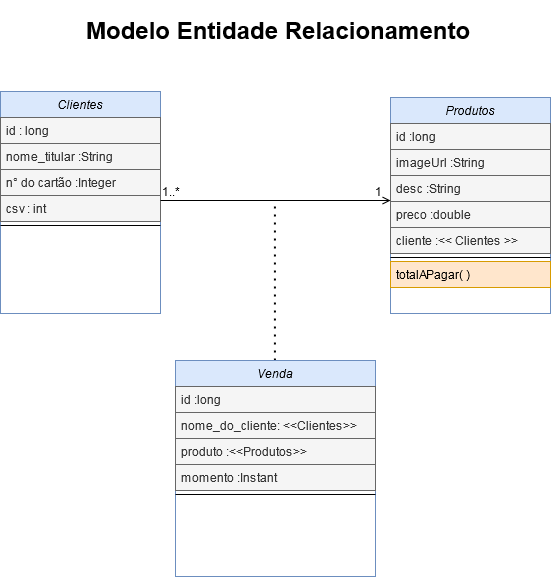 Modelo Entidade Relacionamento
Clientes
id : long
nome_titular :String
n° do cartão :Integer
csv : int
1..*
1
Produtos
id :long
imageUrl :String
desc :String
preco :double
cliente :<< Clientes >>
totalAPagar( )
Venda
id :long
nome_do_cliente: <<Clientes>>
produto :<<Produtos>>
momento :Instant